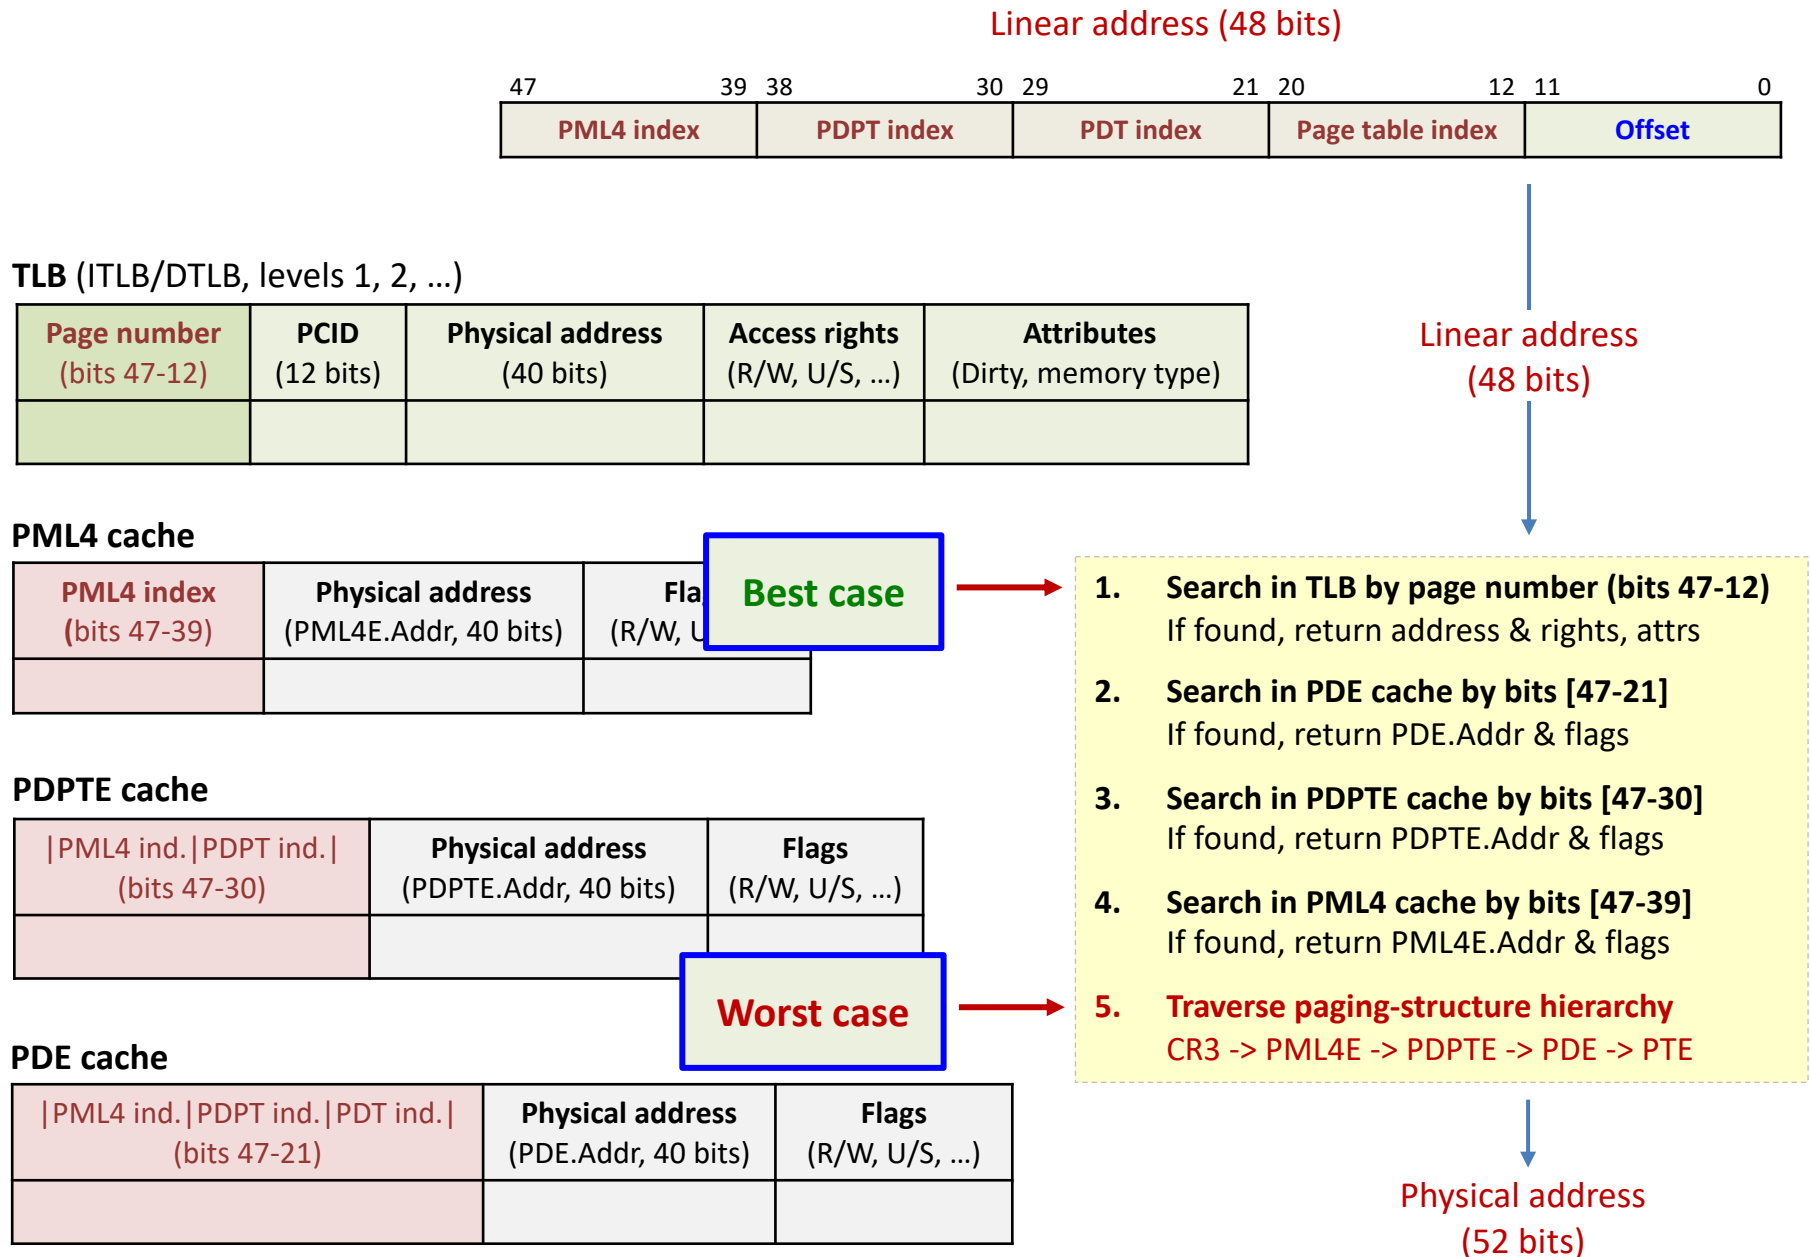 Linear address (48 bits)
47 39 38 30 29 21 20 12 11 0
PML4 index PDPT index PDT index Page table index Offset
TLB (ITLB/DTLB, levels 1, 2, ...)
Page number PCID Physical address Access rights Attributes
(bits 47-12) (12 bits) (40 bits) (R/W, U/S, ...) (Dirty, memory type)
Linear address
(48 bits)
PML4 cache
PML4 index Physical address
(bits 47-39) (PML4E.Addr, 40 bits) (R/W,
Best case
1. Search in TLB by page number (bits 47-12)
If found, return address & rights, attrs
2. Search in PDE cache by bits [47-21]
If found, return PDE.Addr & flags
3. Search in PDPTE cache by bits [47-30]
If found, return PDPTE.Addr & flags
4. Search in PML4 cache by bits [47-39]
If found, return PML4E.Addr & flags
5. Traverse paging-structure hierarchy
CR3 -> PML4E -> PDPTE -> PDE -> PTE
PDPTE cache
|PML4 ind.|PDPT ind.| Physical address Flags
(bits 47-30) (PDPTE.Addr, 40 bits) (R/W, U/S, ...)
Worst case
PDE cache
|PML4 ind.|PDPT ind.|PDT ind.| Physical address Flags
(bits 47-21) (PDE.Addr, 40 bits) (R/W, U/S, ...)
Physical address
(52 bits)